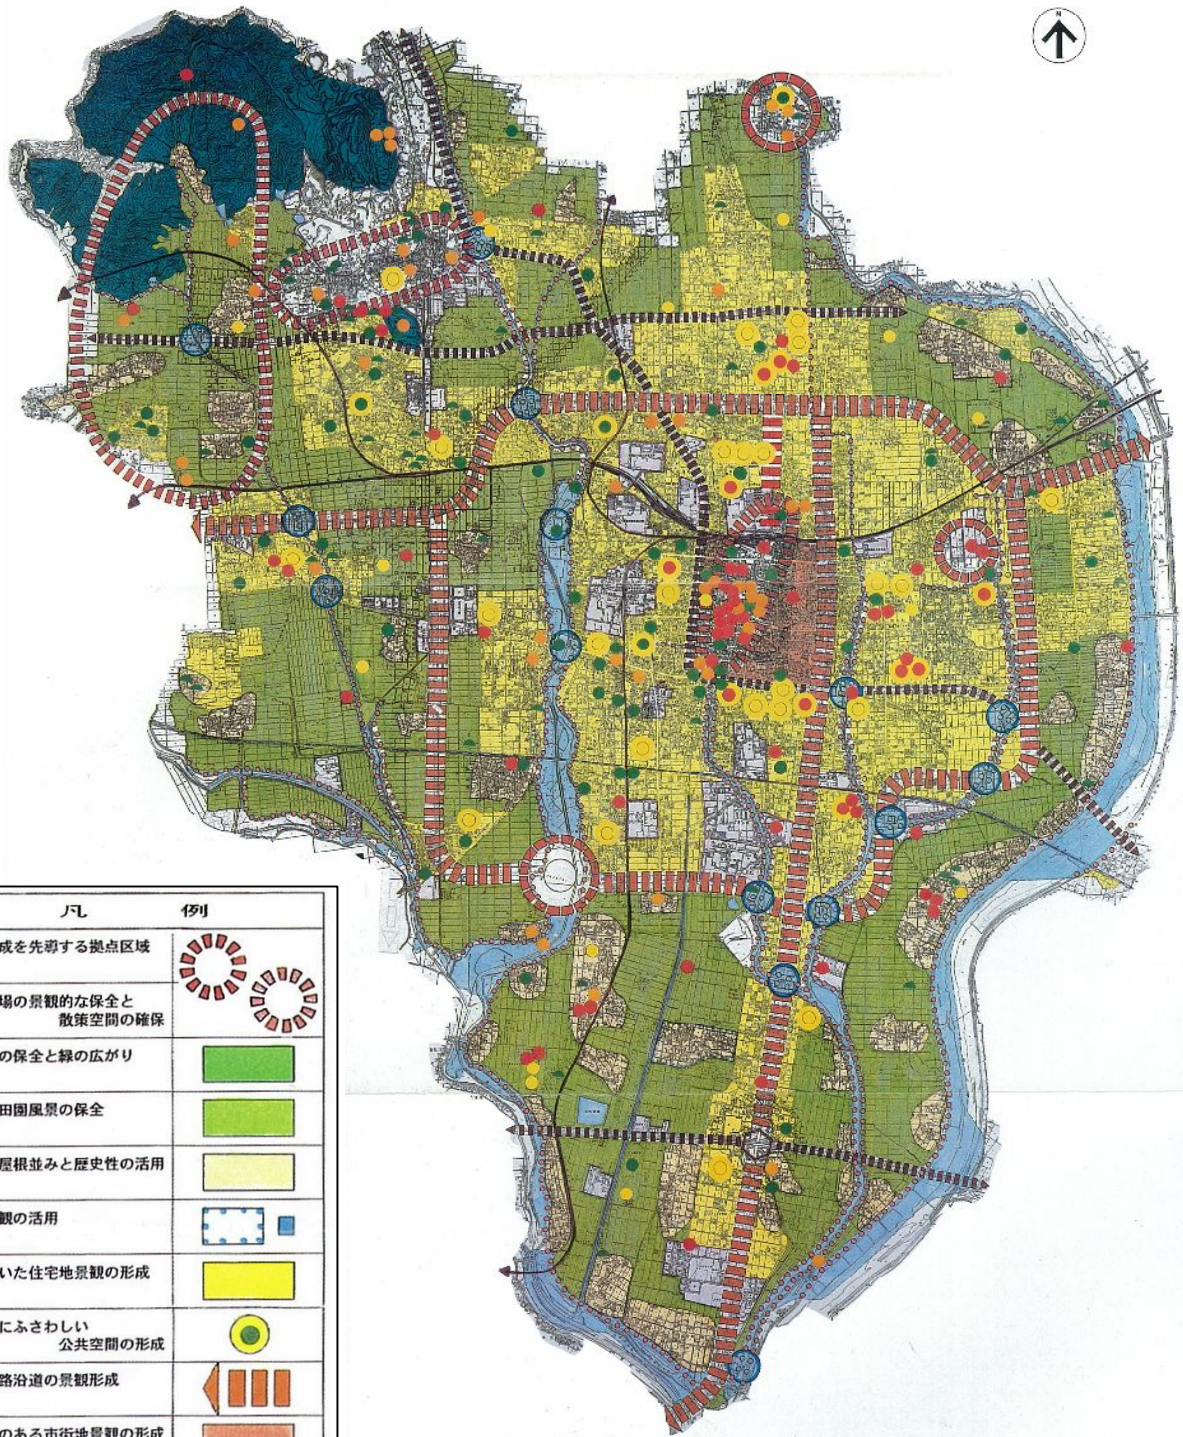 N
凡 例
成を先導する拠点区域
場の景観的な保全と
散策空間の確保
の保全と緑の広がり
田園風景の保全
屋根並みと歴史性の活用
観の活用
いた住宅地景観の形成
にふさわしい
公共空間の形成
路沿道の景観形成
のある市街地景観の形成